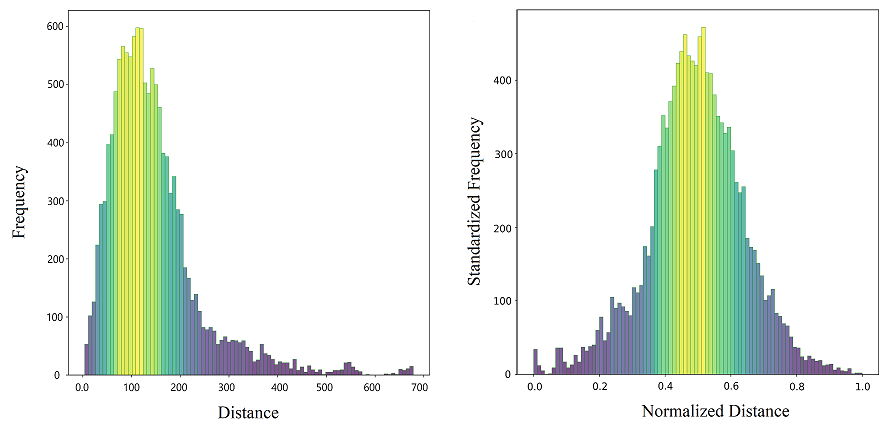 600
500
400
300
200
100
0
0.0 100 200 300 400 500 600 700
Frequency
Distance
400
300
200
100
0
0.0 0.2 0.4 0.6 0.8 1.0
Standardized Frequency
Normalized Distance